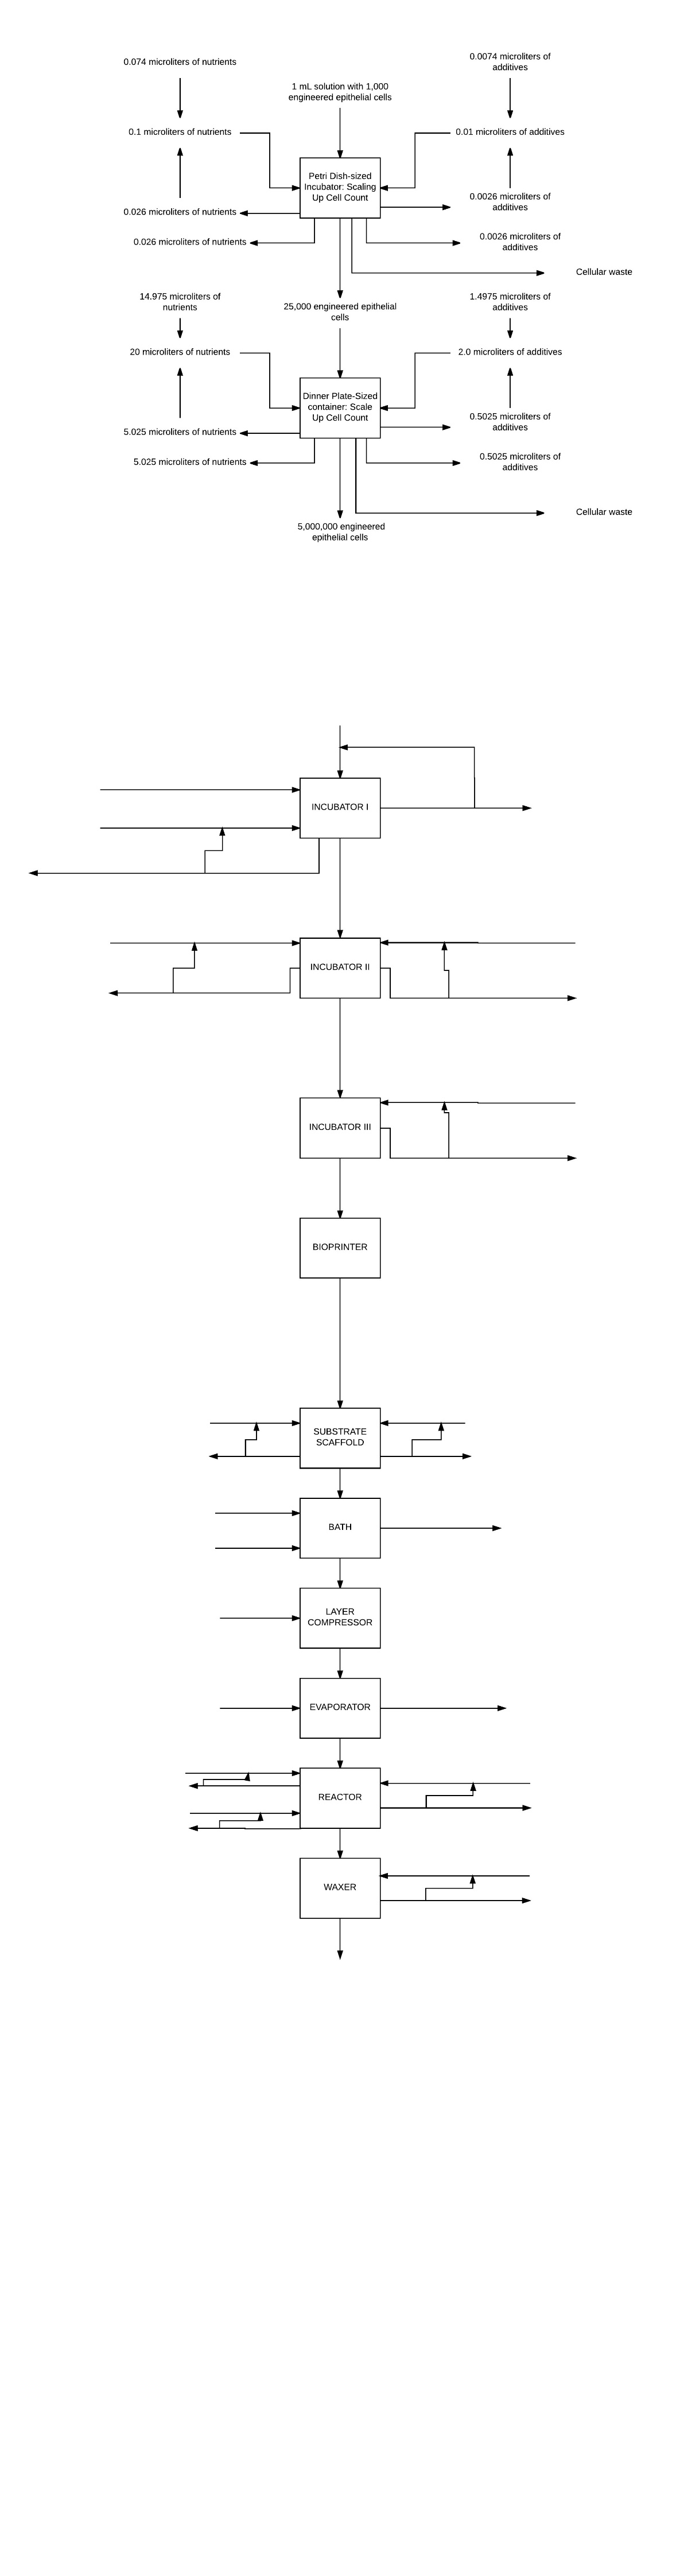 0.074 microliters of nutrients
0.0074 microliters of
additives
1 mL solution with 1,000
engineered epithelial cells
0.1 microliters of nutrients
0.01 microliters of additives
Petri Dish-sized
Incubator: Scaling
Up Cell Count
0.026 microliters of nutrients
0.0026 microliters of
additives
0.026 microliters of nutrients
0.0026 microliters of
additives
Cellular waste
14.975 microliters of
nutrients
25,000 engineered epithelial
cells
1.4975 microliters of
additives
20 microliters of nutrients
2.0 microliters of additives
Dinner Plate-Sized
container: Scale
Up Cell Count
5.025 microliters of nutrients
0.5025 microliters of
additives
5.025 microliters of nutrients
0.5025 microliters of
additives
Cellular waste
5,000,000 engineered
epithelial cells
INCUBATOR I
INCUBATOR II
INCUBATOR III
BIOPRINTER
SUBSTRATE
SCAFFOLD
BATH
LAYER
COMPRESSOR
EVAPORATOR
REACTOR
WAXER